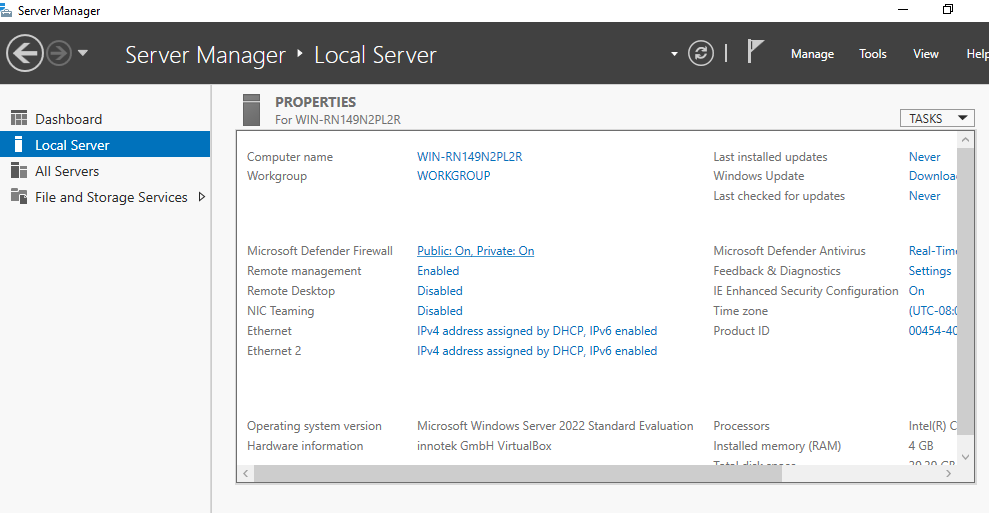 Server Manager
Server Manager ‣ Local Server
Manage Tools View Help
Dashboard
Local Server
All Servers
File and Storage Services
PROPERTIES
For WIN-RN149N2PL2R
TASKS
Computer name WIN-RN149N2PL2R
Workgroup WORKGROUP
Last installed updates Never
Windows Update Downloa
Last checked for updates Never
Microsoft Defender Firewall Public: On, Private: On
Remote management Enabled
Remote Desktop Disabled
NIC Teaming Disabled
Ethernet IPv4 address assigned by DHCP, IPv6 enabled
Ethernet 2 IPv4 address assigned by DHCP, IPv6 enabled
Microsoft Defender Antivirus Real-Time
Feedback & Diagnostics Settings
IE Enhanced Security Configuration On
Time zone (UTC-08:0
Product ID 00454-40
Operating system version Microsoft Windows Server 2022 Standard Evaluation
Hardware information innotek GmbH VirtualBox
Processors Intel(R) C
Installed memory (RAM) 4 GB
Total disk space